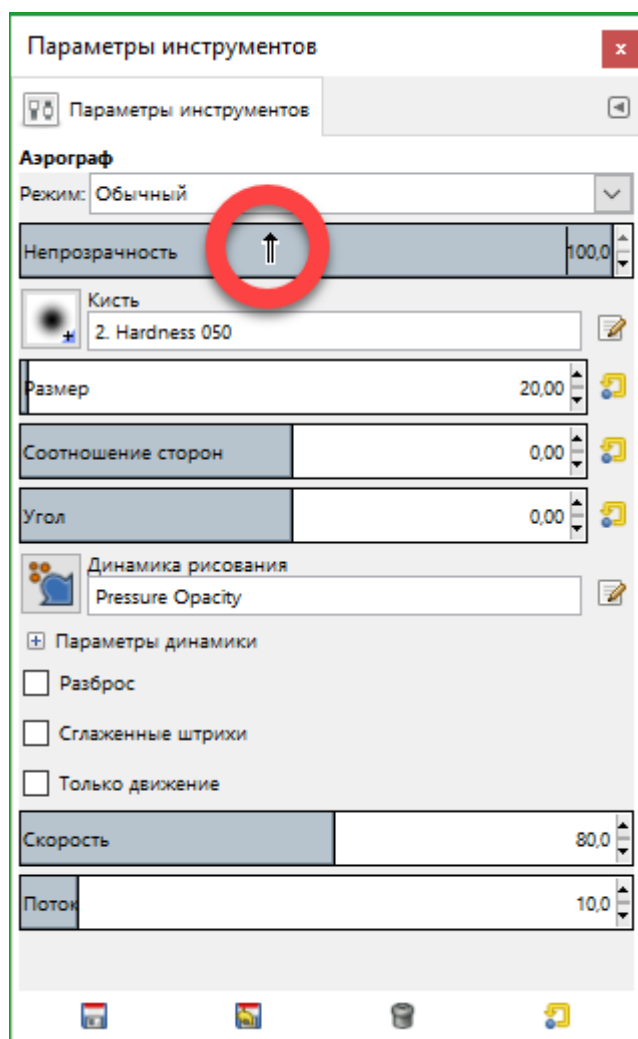 Параметры инструментов
Параметры инструментов
Аэрограф
Режим: Обычный
Непрозрачность 100,0
Кисть
2. Hardness 050
Размер 20,00
Соотношение сторон 0,00
Угол 0,00
Динамика рисования
Pressure Opacity
Параметры динамики
Разброс
Сглаженные штрихи
Только движение
Скорость 80,0
Поток 10,0